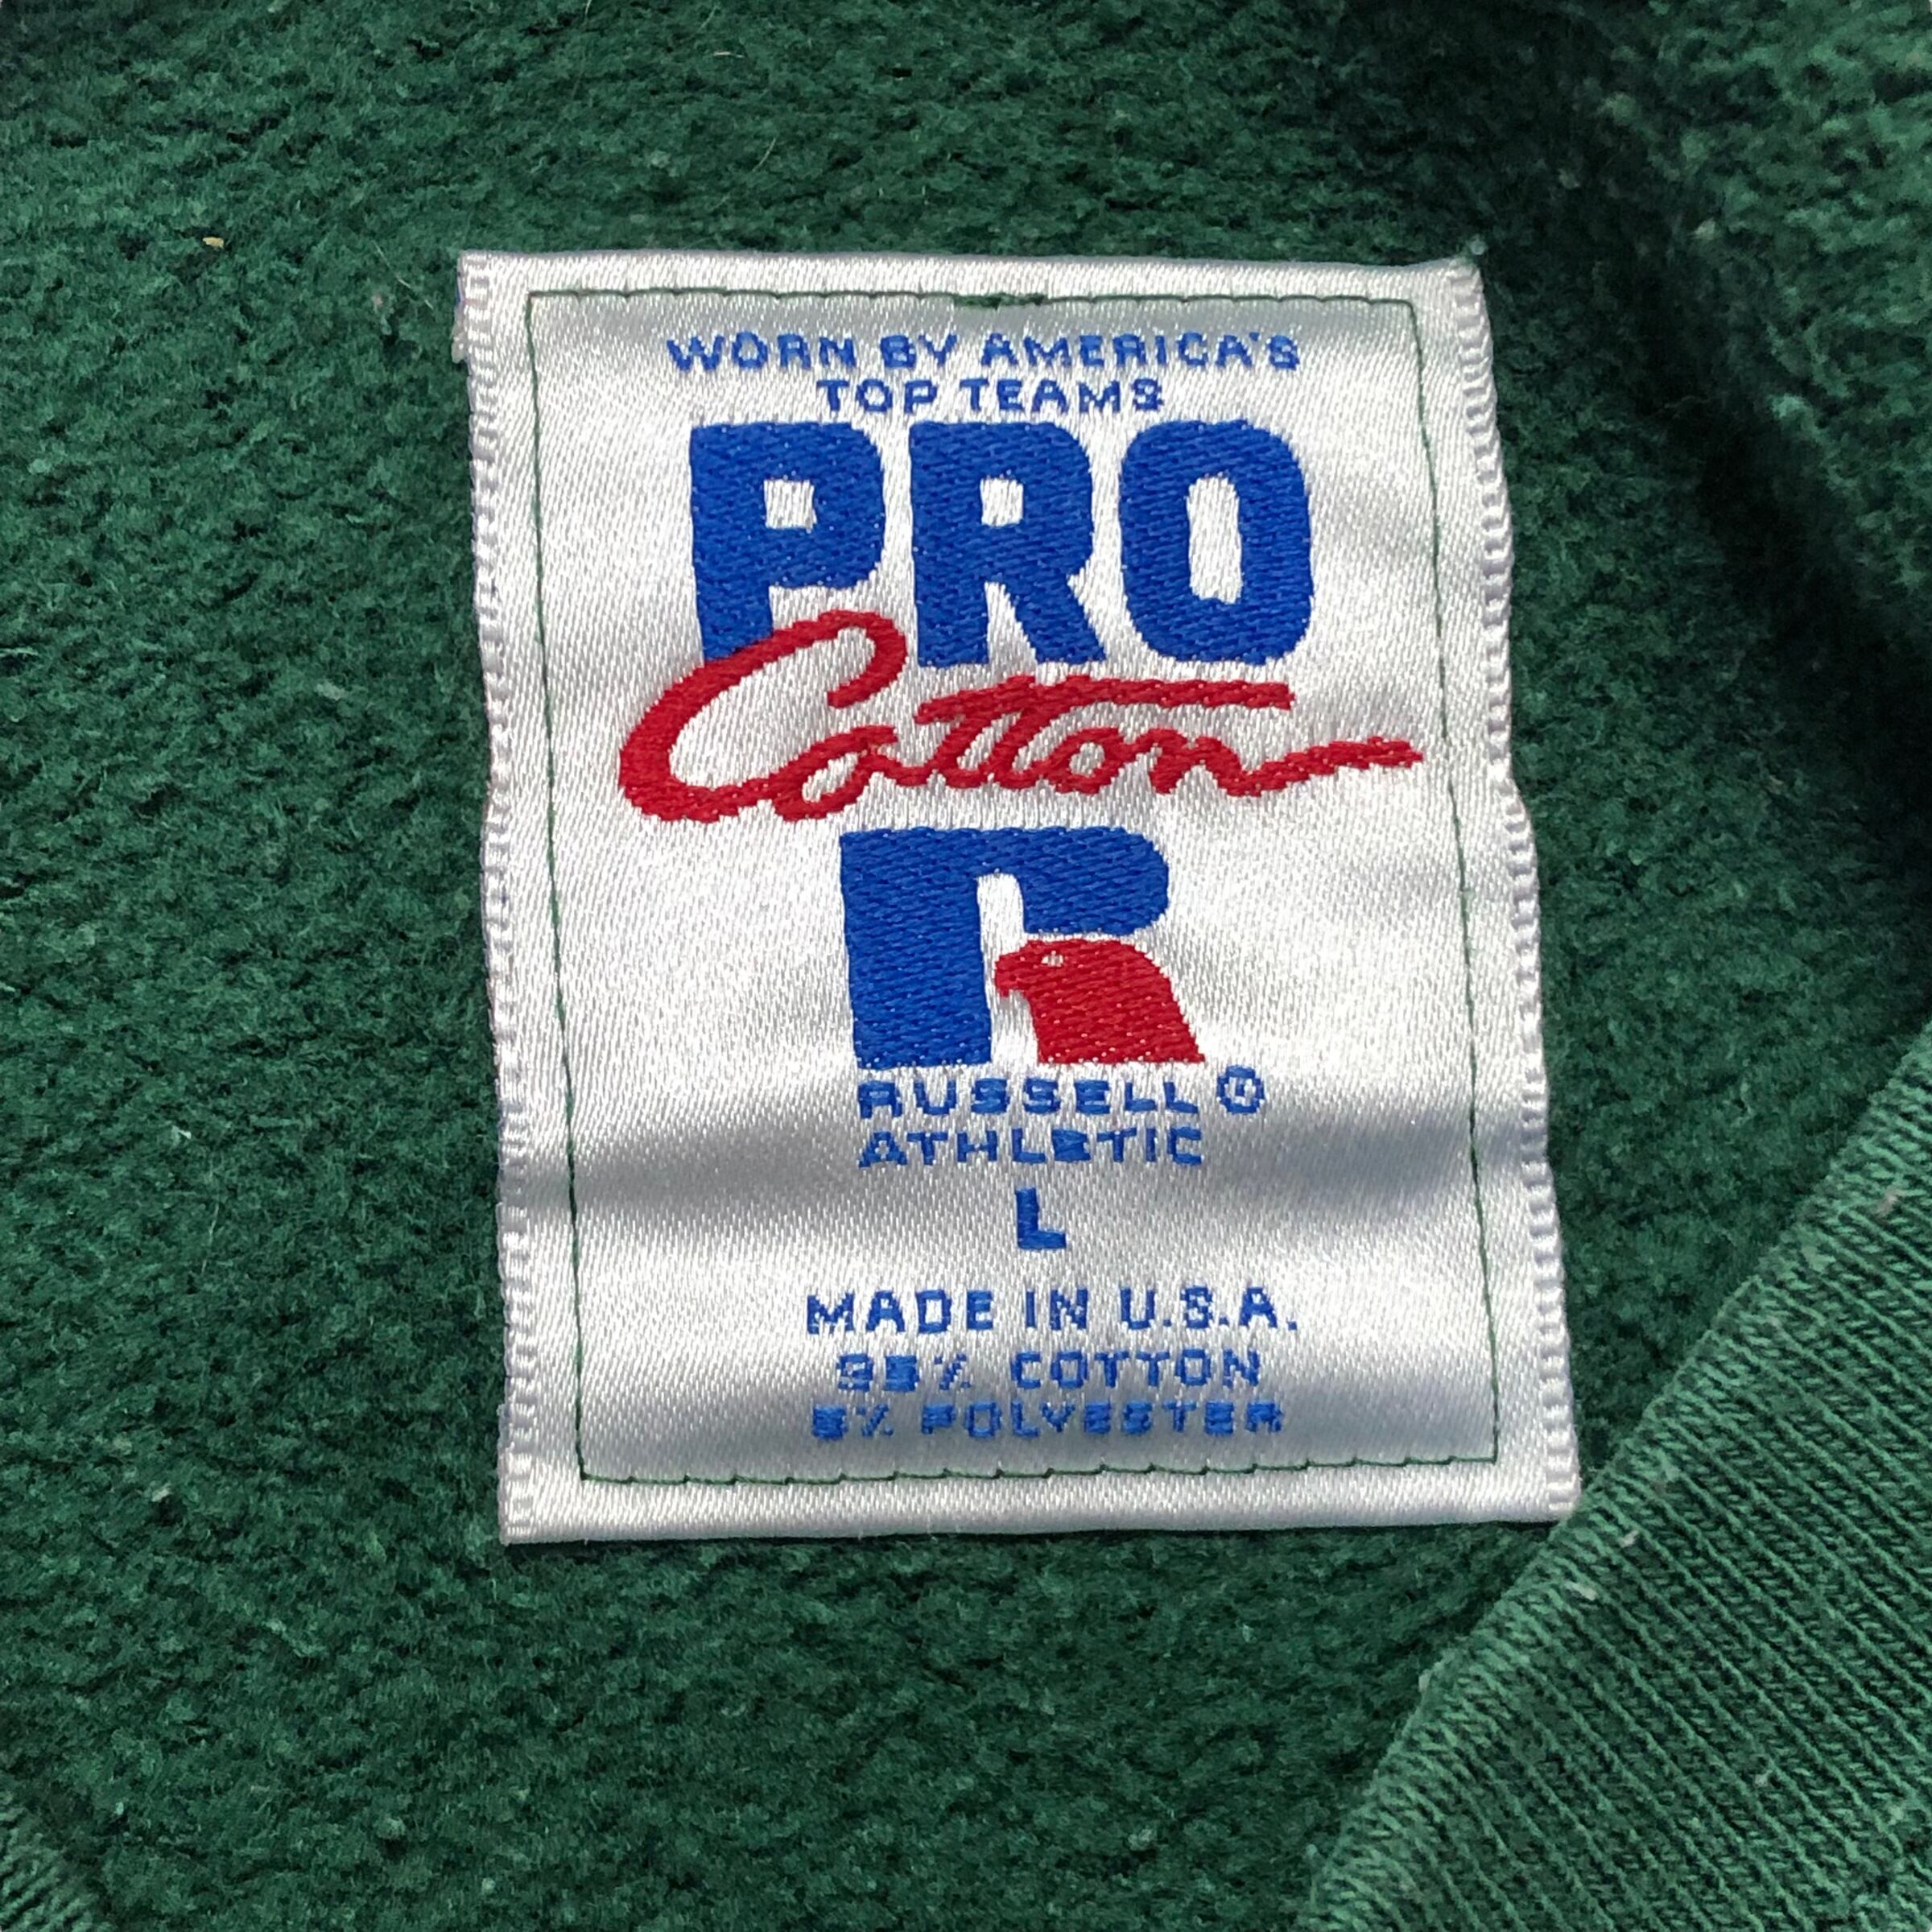 WORN BY AMERICA'S
TOP TEAMS
PRO
Cotton
R
RUSSELL ®
ATHLETIC
L
MADE IN U.S.A.
95% COTTON
5% POLYESTER